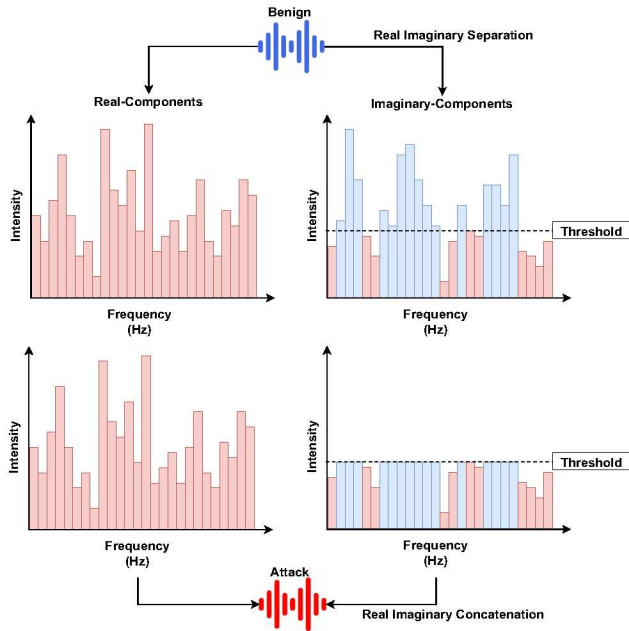 Benign
Real Imaginary Separation
Real-Components
Imaginary-Components
Intensity
Intensity
Threshold
Frequency
(Hz)
Frequency
(Hz)
Intensity
Intensity
Threshold
Frequency
(Hz)
Frequency
(Hz)
Attack
Real Imaginary Concatenation